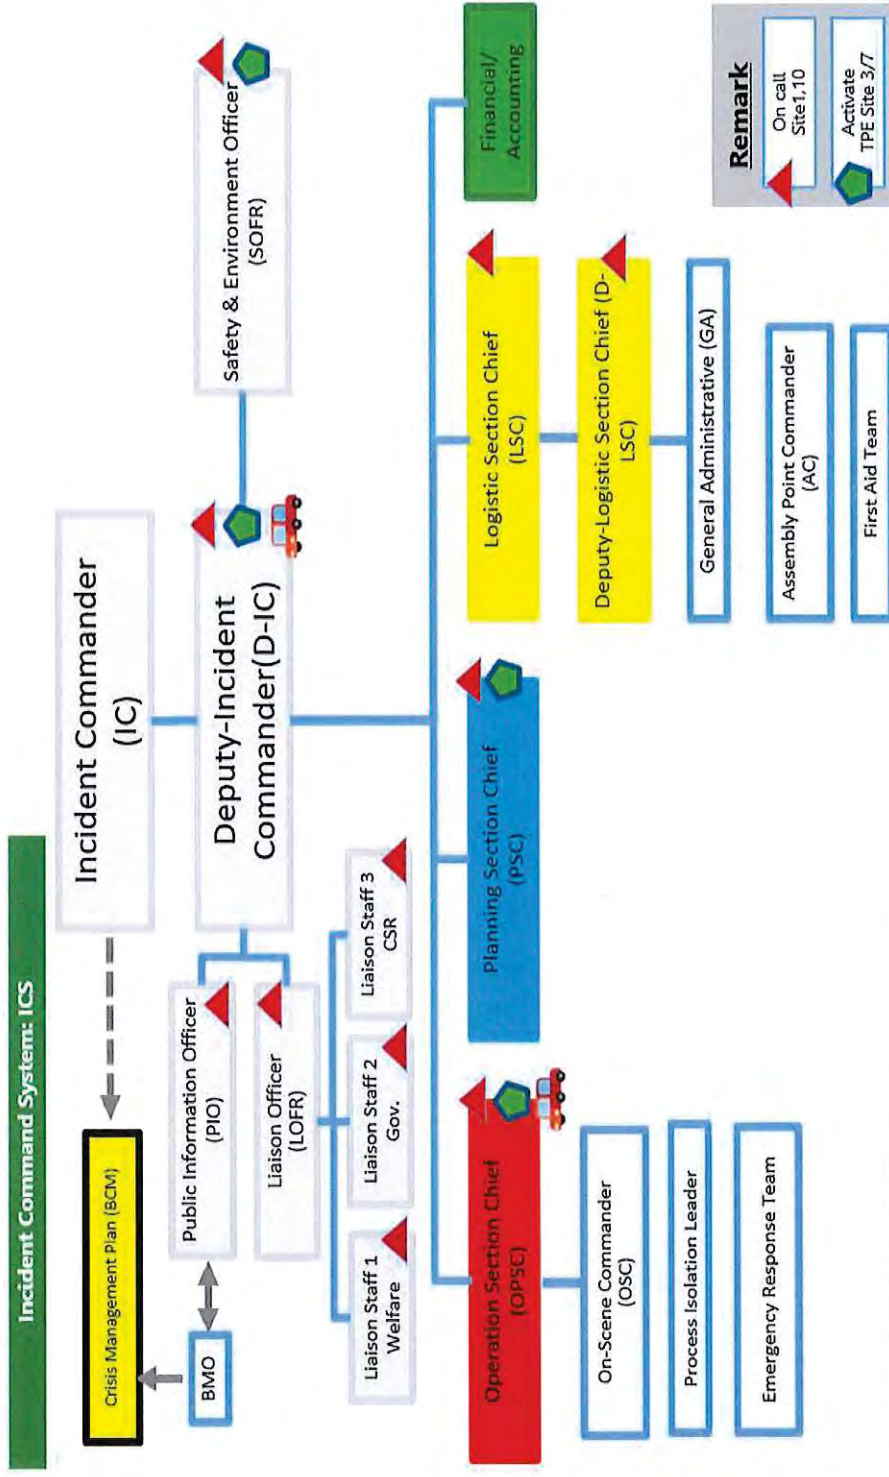 Incident Command System: ICS
Incident Commander
(IC)
Crisis Management Plan (BCM)
Deputy-Incident
Commander(D-IC)
BMO
Public Information Officer
(PIO)
Liaison Officer
(LOFR)
Safety & Environment Officer
(SOFR)
Liaison Staff 1
Welfare
Liaison Staff 2
Gov.
Liaison Staff 3
CSR
Operation Section Chief
(OPSC)
Planning Section Chief
(PSC)
Logistic Section Chief
(LSC)
Financial/
Accounting
On-Scene Commander
(OSC)
Process Isolation Leader
Emergency Response Team
Deputy-Logistic Section Chief (D-
LSC)
General Administrative (GA)
Assembly Point Commander
(AC)
First Aid Team
Remark
On call
Site1,10
Activate
TPE Site 3/7